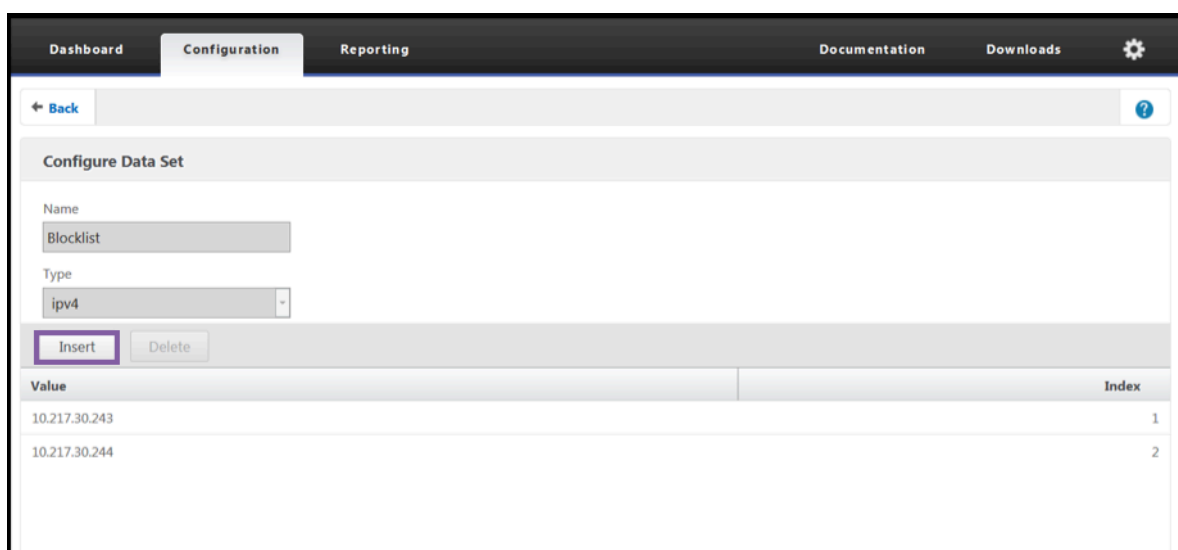 Dashboard Configuration Reporting Documentation Downloads
Back ?
Configure Data Set
Name
Blocklist
Type
ipv4
Insert Delete
Value Index
10.217.30.243 1
10.217.30.244 2